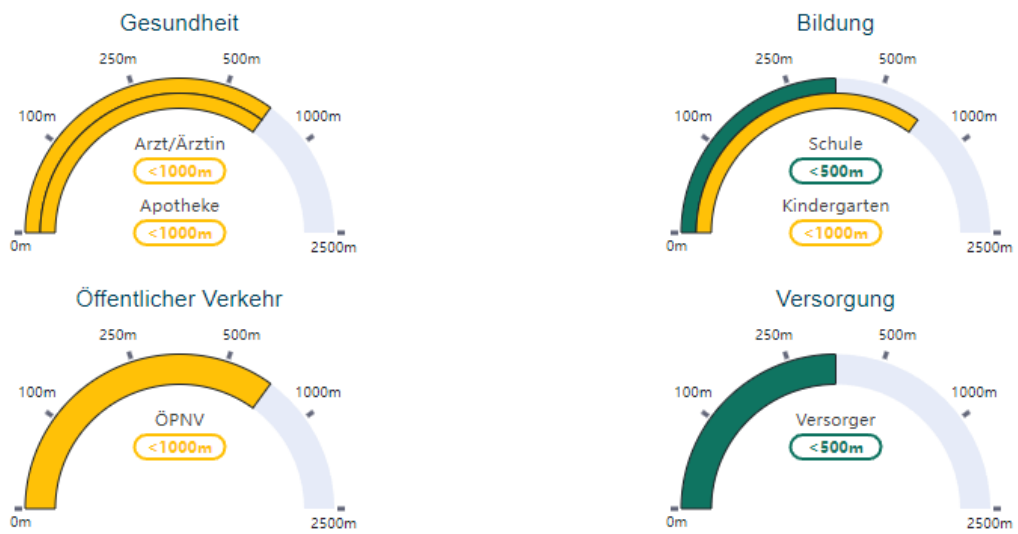 Gesundheit
250m
500m
100m
1000m
Arzt/Ärztin
<1000m
Apotheke
<1000m
0m
2500m
Bildung
250m
500m
100m
1000m
Schule
<500m
Kindergarten
<1000m
0m
2500m
Öffentlicher Verkehr
250m
500m
100m
1000m
ÖPNV
<1000m
0m
2500m
Versorgung
250m
500m
100m
1000m
Versorger
<500m
0m
2500m